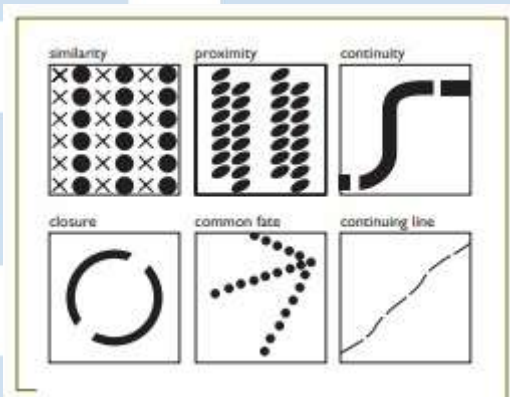 similarity
proximity
continuity
closure
common fate
continuing line